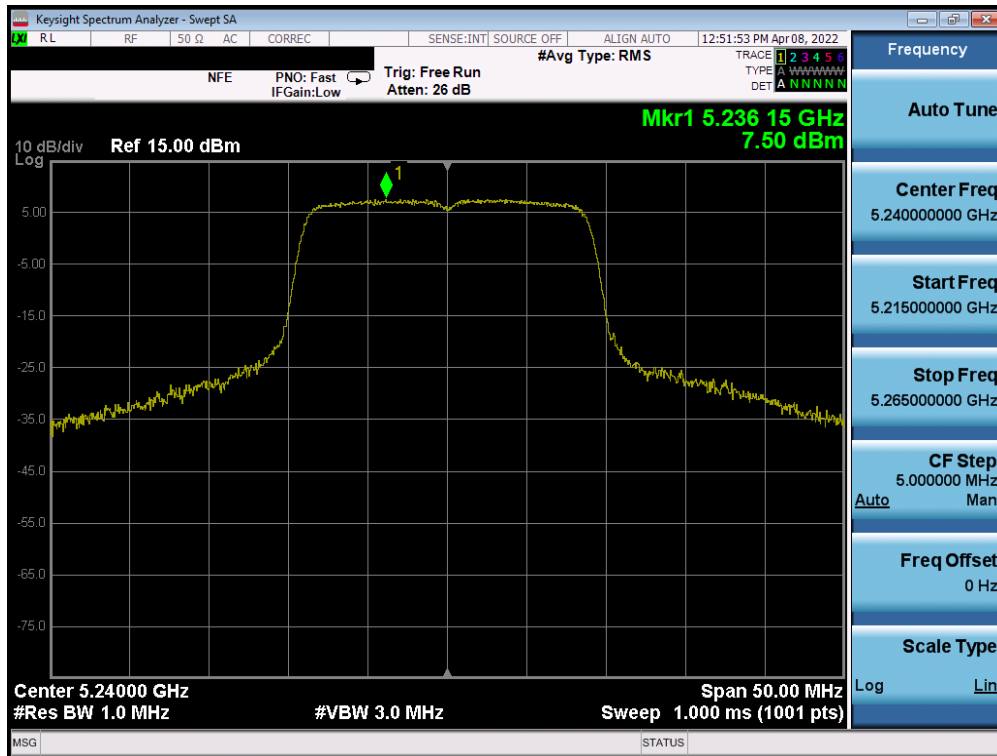 Keysight Spectrum Analyzer - Swept SA
LXI RL RF 50 Ω AC CORREC SENSE:INT SOURCE OFF ALIGN AUTO 12:51:53 PM Apr 08, 2022
NFE PNO: Fast IFGain:Low Trig: Free Run Atten: 26 dB #Avg Type: RMS
TRACE 1 2 3 4 5 6
TYPE A WWWWW
DET A N N N N N
Mkr1 5.236 15 GHz
7.50 dBm
10 dB/div Ref 15.00 dBm
Log
1
5.00
-5.00
-15.0
-25.0
-35.0
-45.0
-55.0
-65.0
-75.0
Center 5.24000 GHz Span 50.00 MHz
#Res BW 1.0 MHz #VBW 3.0 MHz Sweep 1.000 ms (1001 pts)
MSG STATUS
Frequency
Auto Tune
Center Freq
5.240000000 GHz
Start Freq
5.215000000 GHz
Stop Freq
5.265000000 GHz
CF Step
5.000000 MHz
Auto Man
Freq Offset
0 Hz
Scale Type
Log Lin